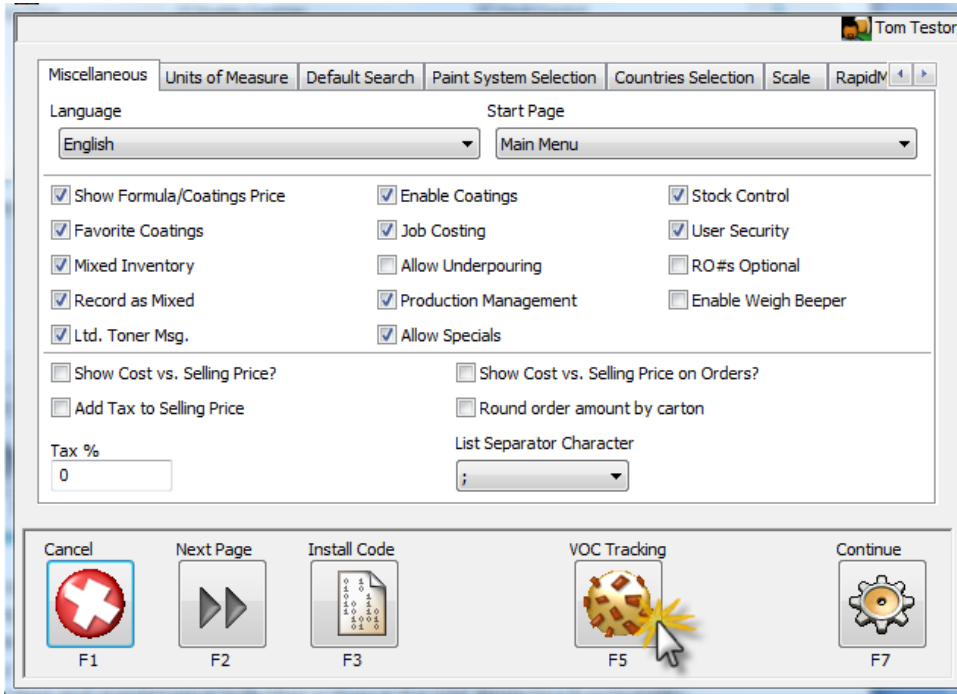 Tom Testor
Miscellaneous Units of Measure Default Search Paint System Selection Countries Selection Scale RapidM
Language Start Page
English Main Menu
Show Formula/Coatings Price Enable Coatings Stock Control
Favorite Coatings Job Costing User Security
Mixed Inventory Allow Underpouring RO#s Optional
Record as Mixed Production Management Enable Weigh Beeper
Ltd. Toner Msg. Allow Specials
Show Cost vs. Selling Price? Show Cost vs. Selling Price on Orders?
Add Tax to Selling Price Round order amount by carton
Tax % List Separator Character
0 ;
Cancel Next Page Install Code VOC Tracking Continue
F1 F2 F3 F5 F7